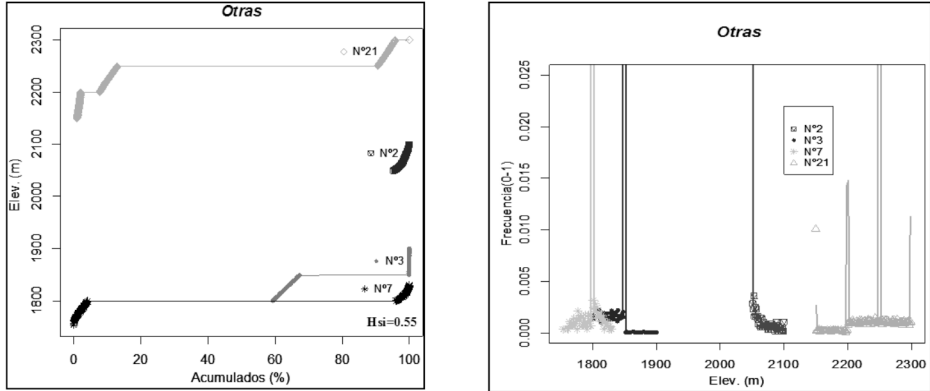 Otras
Elev. (m)
2300
2200
2100
2000
1900
1800
Nº21
Nº2
Nº3
Nº7
Hsi=0.55
0 20 40 60 80 100
Acumulados (%)
Otras
Frecuencia(0-1)
0.025
0.020
0.015
0.010
0.005
0.000
Nº2
Nº3
Nº7
Nº21
1800 1900 2000 2100 2200 2300
Elev. (m)